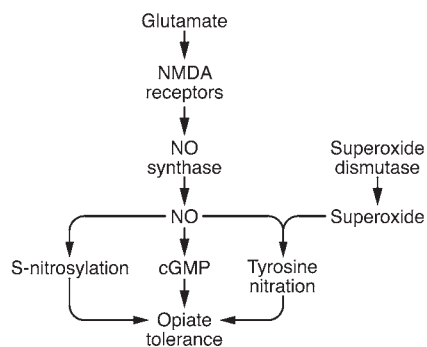 Glutamate
NMDA
receptors
NO
synthase
Superoxide
dismutase
NO
Superoxide
S-nitrosylation
cGMP
Tyrosine
nitration
Opiate
tolerance